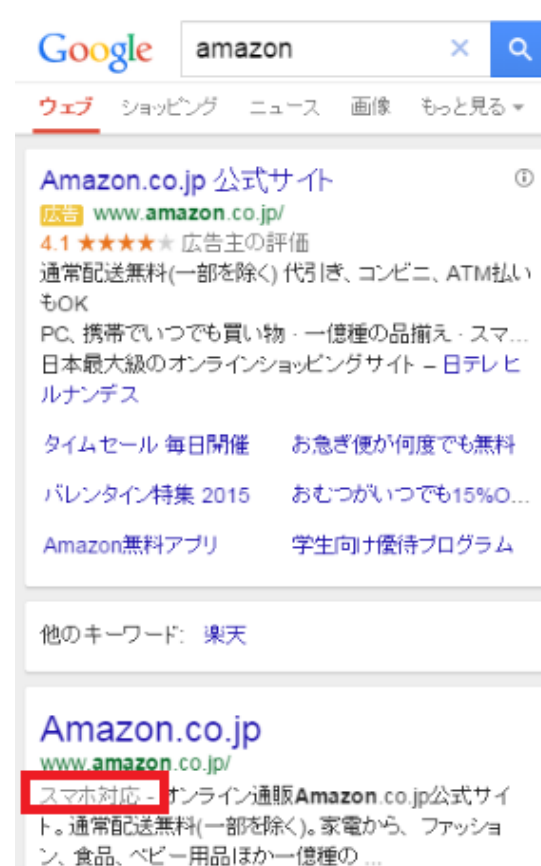 Google amazon ×
ウェブ ショッピング ニュース 画像 もっと見る
Amazon.co.jp 公式サイト
広告 www.amazon.co.jp/
4.1 ★★★★★ 広告主の評価
通常配送無料(一部を除く) 代引き、コンビニ、ATM払い
もOK
PC、携帯でいつでも買い物 · 一億種の品揃え · スマ...
日本最大級のオンラインショッピングサイト – 日テレ ヒ
ルナンデス
タイムセール 毎日開催 お急ぎ便が何度でも無料
バレンタイン特集 2015 おむつがいつでも15%O...
Amazon無料アプリ 学生向け優待プログラム
他のキーワード: 楽天
Amazon.co.jp
www.amazon.co.jp/
スマホ対応 - オンライン通販Amazon.co.jp公式サイ
ト。通常配送無料(一部を除く)。家電から、ファッショ
ン、食品、ベビー用品ほか一億種の ...